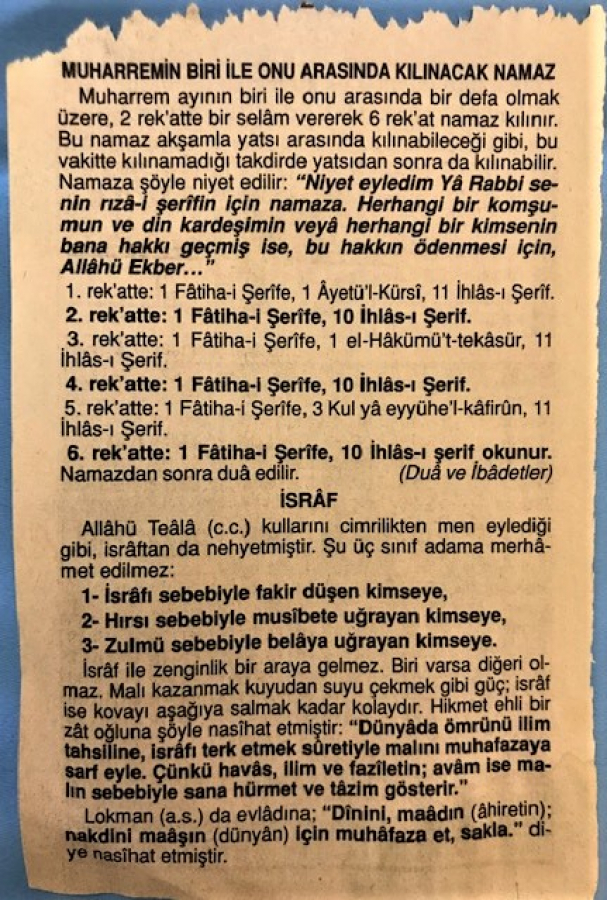 MUHARREMİN BİRİ İLE ONU ARASINDA KILINACAK NAMAZ
Muharrem ayının biri ile onu arasında bir defa olmak
üzere, 2 rek'atte bir selâm vererek 6 rek'at namaz kılınır.
Bu namaz akşamla yatsı arasında kılınabileceği gibi, bu
vakitte kılınamadığı takdirde yatsıdan sonra da kılınabilir.
Namaza şöyle niyet edilir: “Niyet eyledim Yâ Rabbi se-
nin rızâ-i şerîfin için namaza. Herhangi bir komşu-
mun ve din kardeşimin veyâ herhangi bir kimsenin
bana hakkı geçmiş ise, bu hakkın ödenmesi için,
Allâhü Ekber...”
1. rek'atte: 1 Fâtiha-i Şerîfe, 1 Âyetü'l-Kürsî, 11 İhlâs-ı Şerîf.
2. rek'atte: 1 Fâtiha-i Şerîfe, 10 İhlâs-ı Şerif.
3. rek'atte: 1 Fâtiha-i Şerîfe, 1 el-Hâkümü't-tekâsür, 11
İhlâs-ı Şerif.
4. rek'atte: 1 Fâtiha-i Şerîfe, 10 İhlâs-ı Şerif.
5. rek'atte: 1 Fâtiha-i Şerîfe, 3 Kul yâ eyyühe'l-kâfirûn, 11
İhlâs-ı Şerif.
6. rek'atte: 1 Fâtiha-i Şerîfe, 10 İhlâs-ı şerif okunur.
Namazdan sonra duâ edilir. (Duâ ve İbâdetler)
İSRÂF
Allâhü Teâlâ (c.c.) kullarını cimrilikten men eylediği
gibi, isrâftan da nehyetmiştir. Şu üç sınıf adama merhâ-
met edilmez:
1- İsrâfı sebebiyle fakir düşen kimseye,
2- Hırsı sebebiyle musîbete uğrayan kimseye,
3- Zulmü sebebiyle belâya uğrayan kimseye.
İsrâf ile zenginlik bir araya gelmez. Biri varsa diğeri ol-
maz. Malı kazanmak kuyudan suyu çekmek gibi güç; isrâf
ise kovayı aşağıya salmak kadar kolaydır. Hikmet ehli bir
zât oğluna şöyle nasîhat etmiştir: “Dünyâda ömrünü ilim
tahsiline, isrâfı terk etmek sûretiyle malını muhafazaya
sarf eyle. Çünkü havâs, ilim ve fazîletin; avâm ise ma-
lın sebebiyle sana hürmet ve tâzim gösterir.”
Lokman (a.s.) da evlâdına; “Dînini, maâdın (âhiretin);
nakdini maâşın (dünyân) için muhâfaza et, sakla.” di-
ye nasîhat etmiştir.